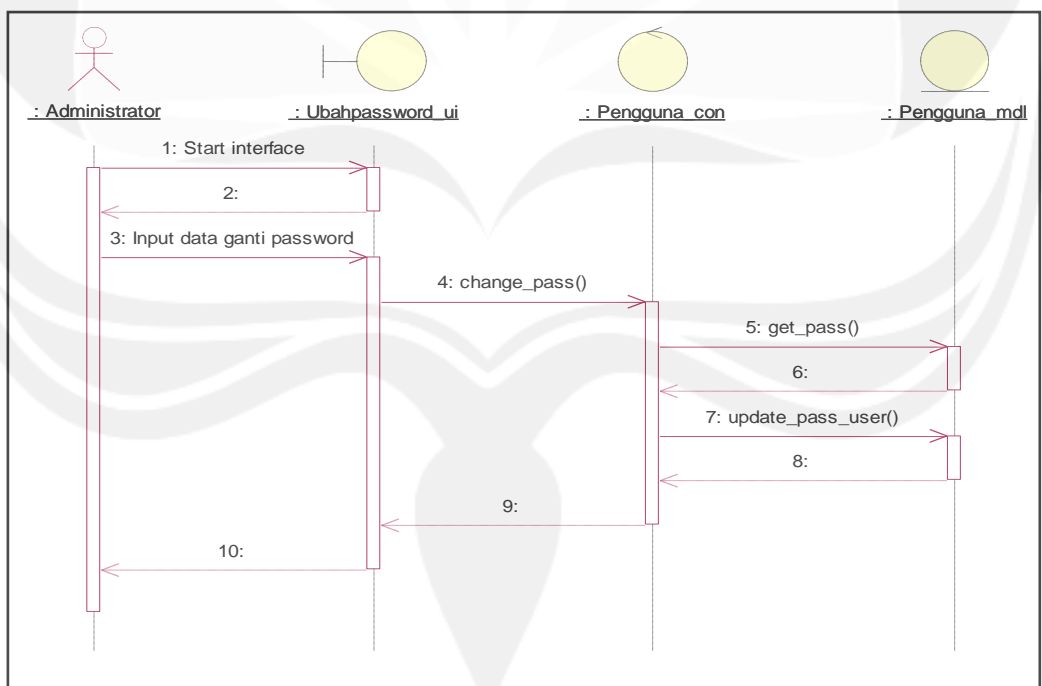 : Administrator
: Ubahpassword_ui
: Pengguna_con
: Pengguna_mdl
1: Start interface
2:
3: Input data ganti password
4: change_pass()
5: get_pass()
6:
7: update_pass_user()
8:
9:
10: